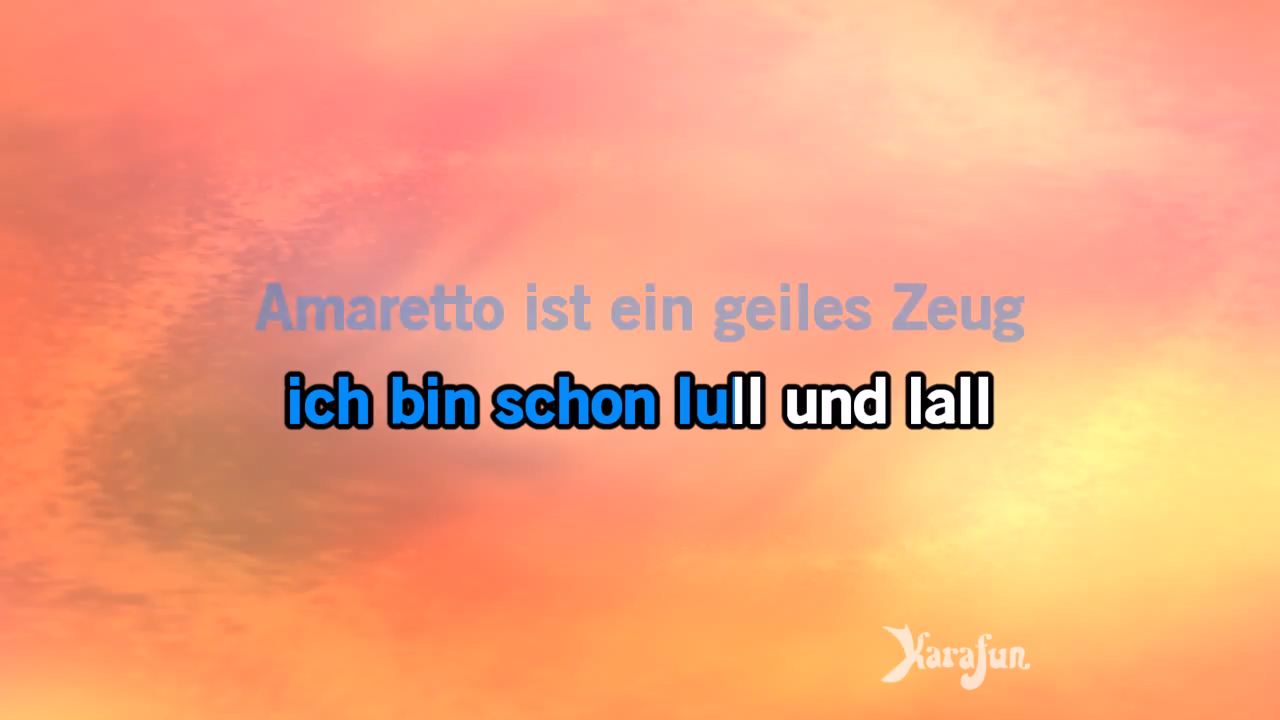 Amaretto ist ein geiles Zeug
ich bin schon lull und lall
Karafun